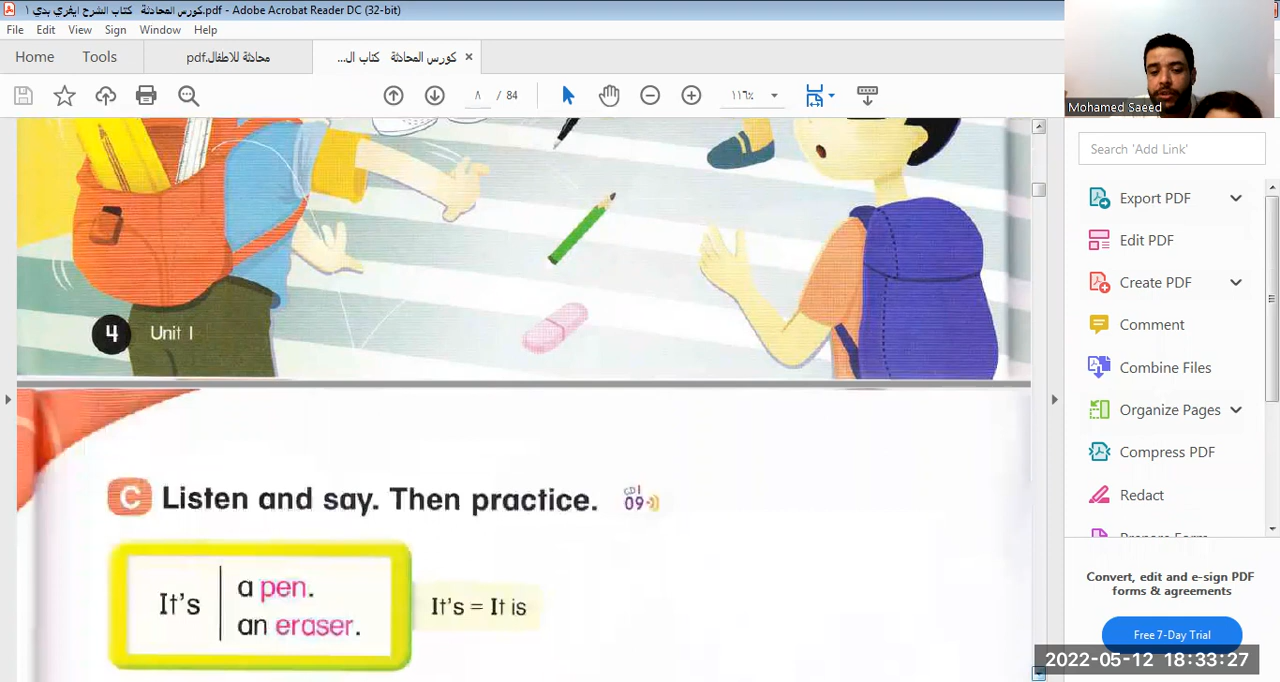 كورس المحادثة كتاب الشرح ايفري بدي ١.pdf - Adobe Acrobat Reader DC (32-bit)
File Edit View Sign Window Help
Home Tools محادثة للاطفال.pdf كورس المحادثة كتاب ال... ×
٨ / 84 ١١٦٪
Mohamed Saeed
Search 'Add Link'
Export PDF
Edit PDF
Create PDF
Comment
Combine Files
Organize Pages
Compress PDF
Redact
Prepare Form
Convert, edit and e-sign PDF
forms & agreements
Free 7-Day Trial
2022-05-12 18:33:27
4 Unit 1
C Listen and say. Then practice. CD1 09
It's a pen.
an eraser.
It's = It is